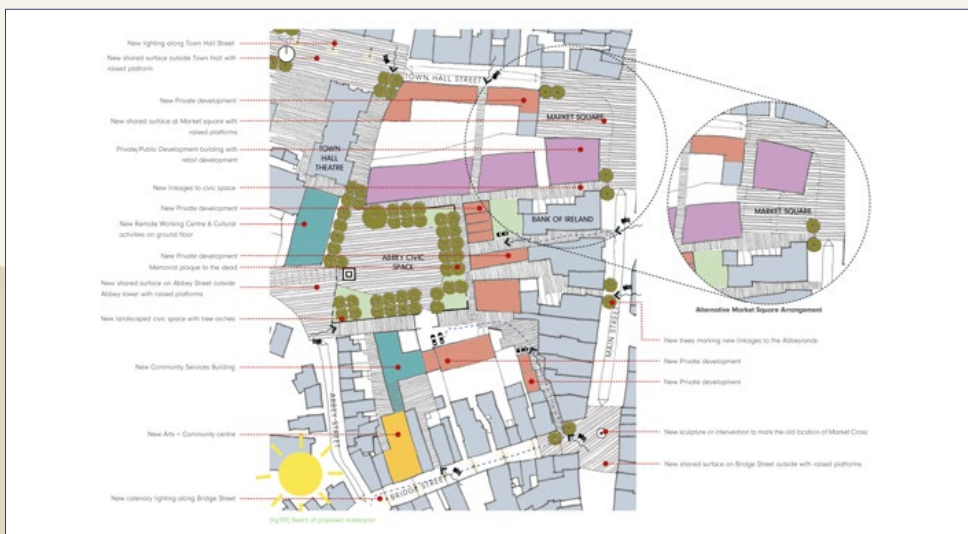 New lighting along Town Hall Street
New shared surface outside Town Hall with
raised platform
New Private development
New shared surface at Market square with
raised platforms
Private/Public Development building with
retail development
New linkages to civic space
New Private development
New Remote Working Centre & Cultural
activities on ground floor
New Private development
Memorial plaque to the dead
New shared surface on Abbey Street outside
Abbey tower with raised platforms
New landscaped civic space with tree arches
New Community Services Building
New Arts + Community centre
New catenary lighting along Bridge Street
TOWN HALL STREET
MARKET SQUARE
TOWN
HALL
THEATRE
BANK OF IRELAND
ABBEY CIVIC
SPACE
MAIN STREET
ABBEY STREET
BRIDGE STREET
MARKET SQUARE
Alternative Market Square Arrangement
New trees marking new linkages to the Abbeylands
New Private development
New Private development
New sculpture or intervention to mark the old location of Market Cross
New shared surface on Bridge Street outside with raised platforms
Sketch of proposed masterplan